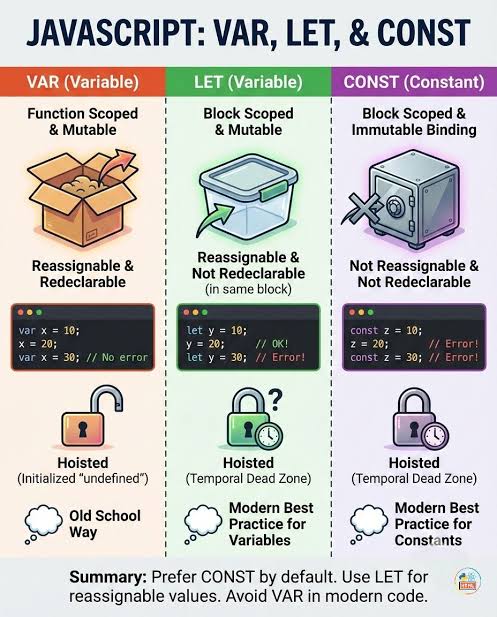 JAVASCRIPT: VAR, LET, & CONST
VAR (Variable)
Function Scoped
& Mutable
Reassignable &
Redeclarable
var x = 10;
x = 20;
var x = 30; // No error
Hoisted
(Initialized "undefined")
Old School
Way
LET (Variable)
Block Scoped
& Mutable
Reassignable &
Not Redeclarable
(in same block)
let y = 10;
y = 20; // OK!
let y = 30; // Error!
?
Hoisted
(Temporal Dead Zone)
Modern Best
Practice for
Variables
CONST (Constant)
Block Scoped &
Immutable Binding
Not Reassignable &
Not Redeclarable
const z = 10;
z = 20; // Error!
const z = 30; // Error!
Hoisted
(Temporal Dead Zone)
Modern Best
Practice for
Constants
Summary: Prefer CONST by default. Use LET for
reassignable values. Avoid VAR in modern code.
HTML